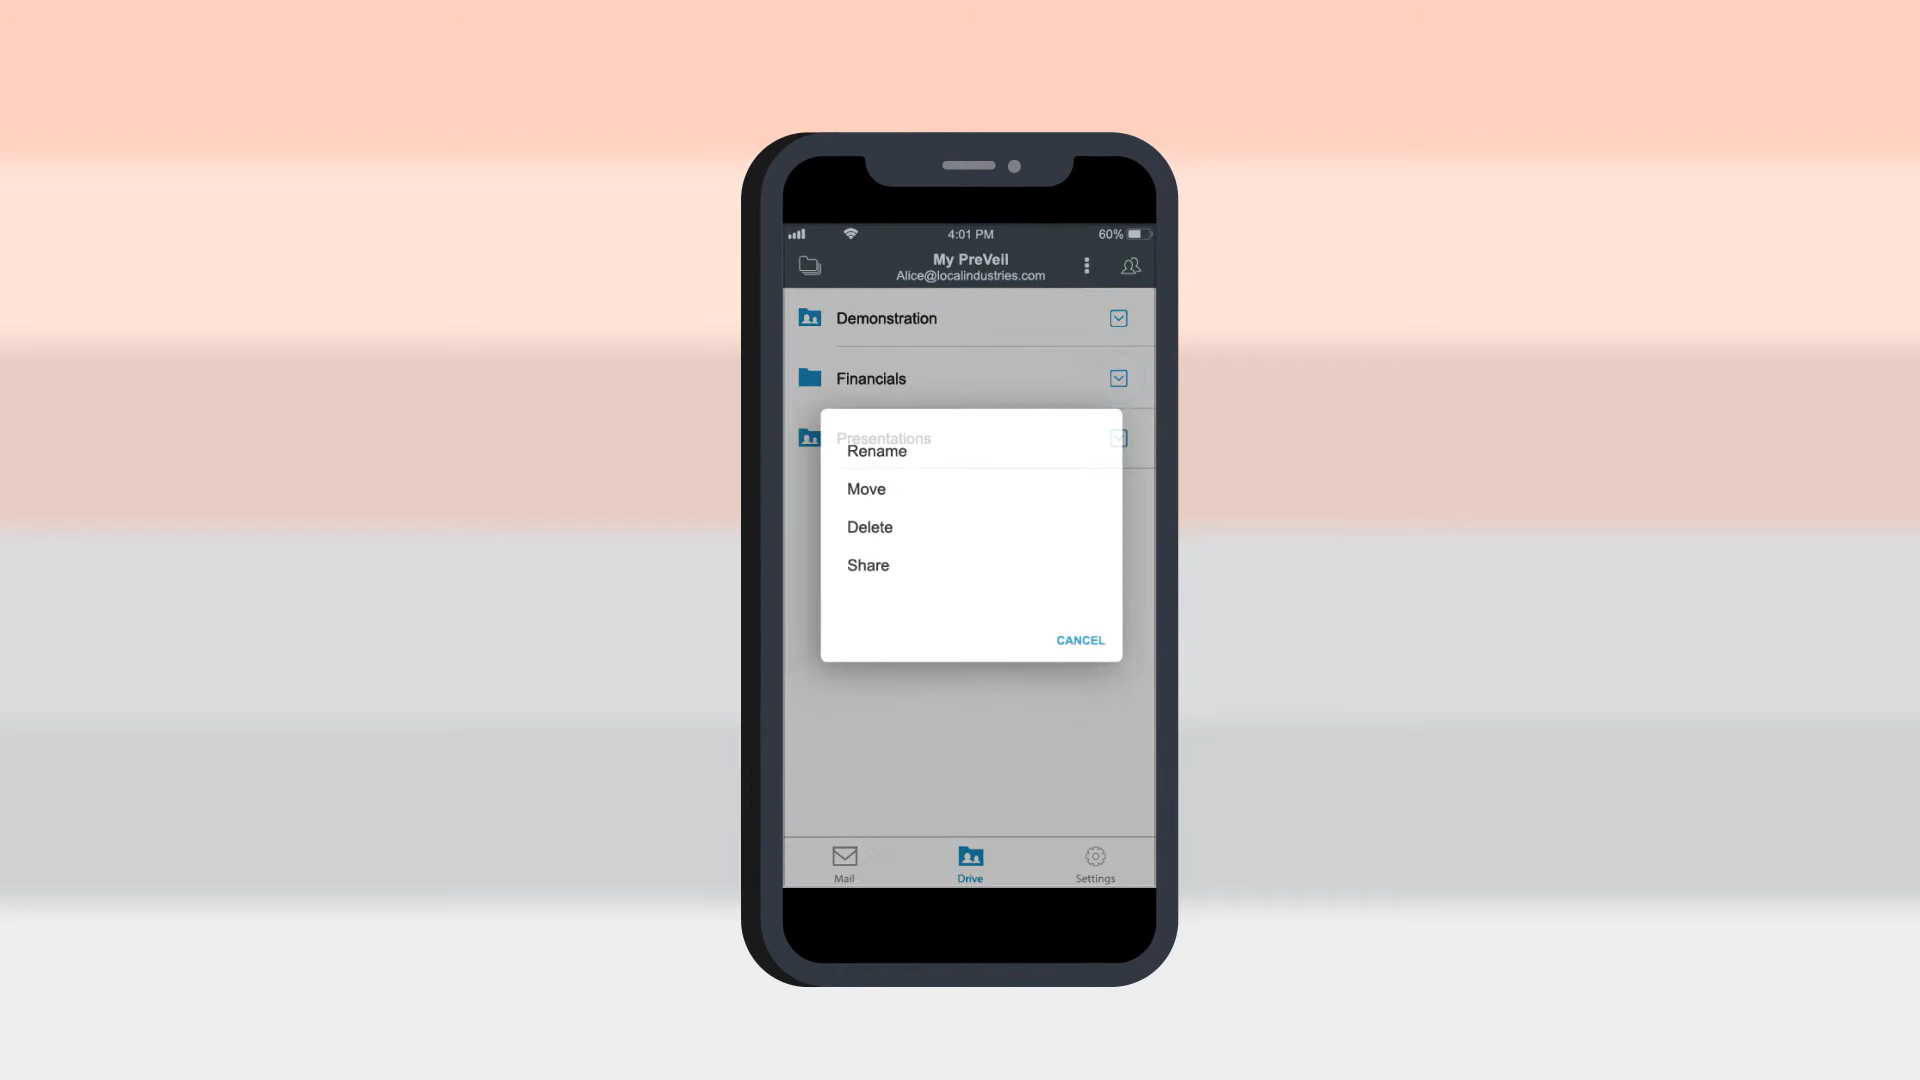 4:01 PM
60%
My PreVeil
Alice@localindustries.com
Demonstration
Financials
Presentations
Rename
Move
Delete
Share
CANCEL
Mail
Drive
Settings